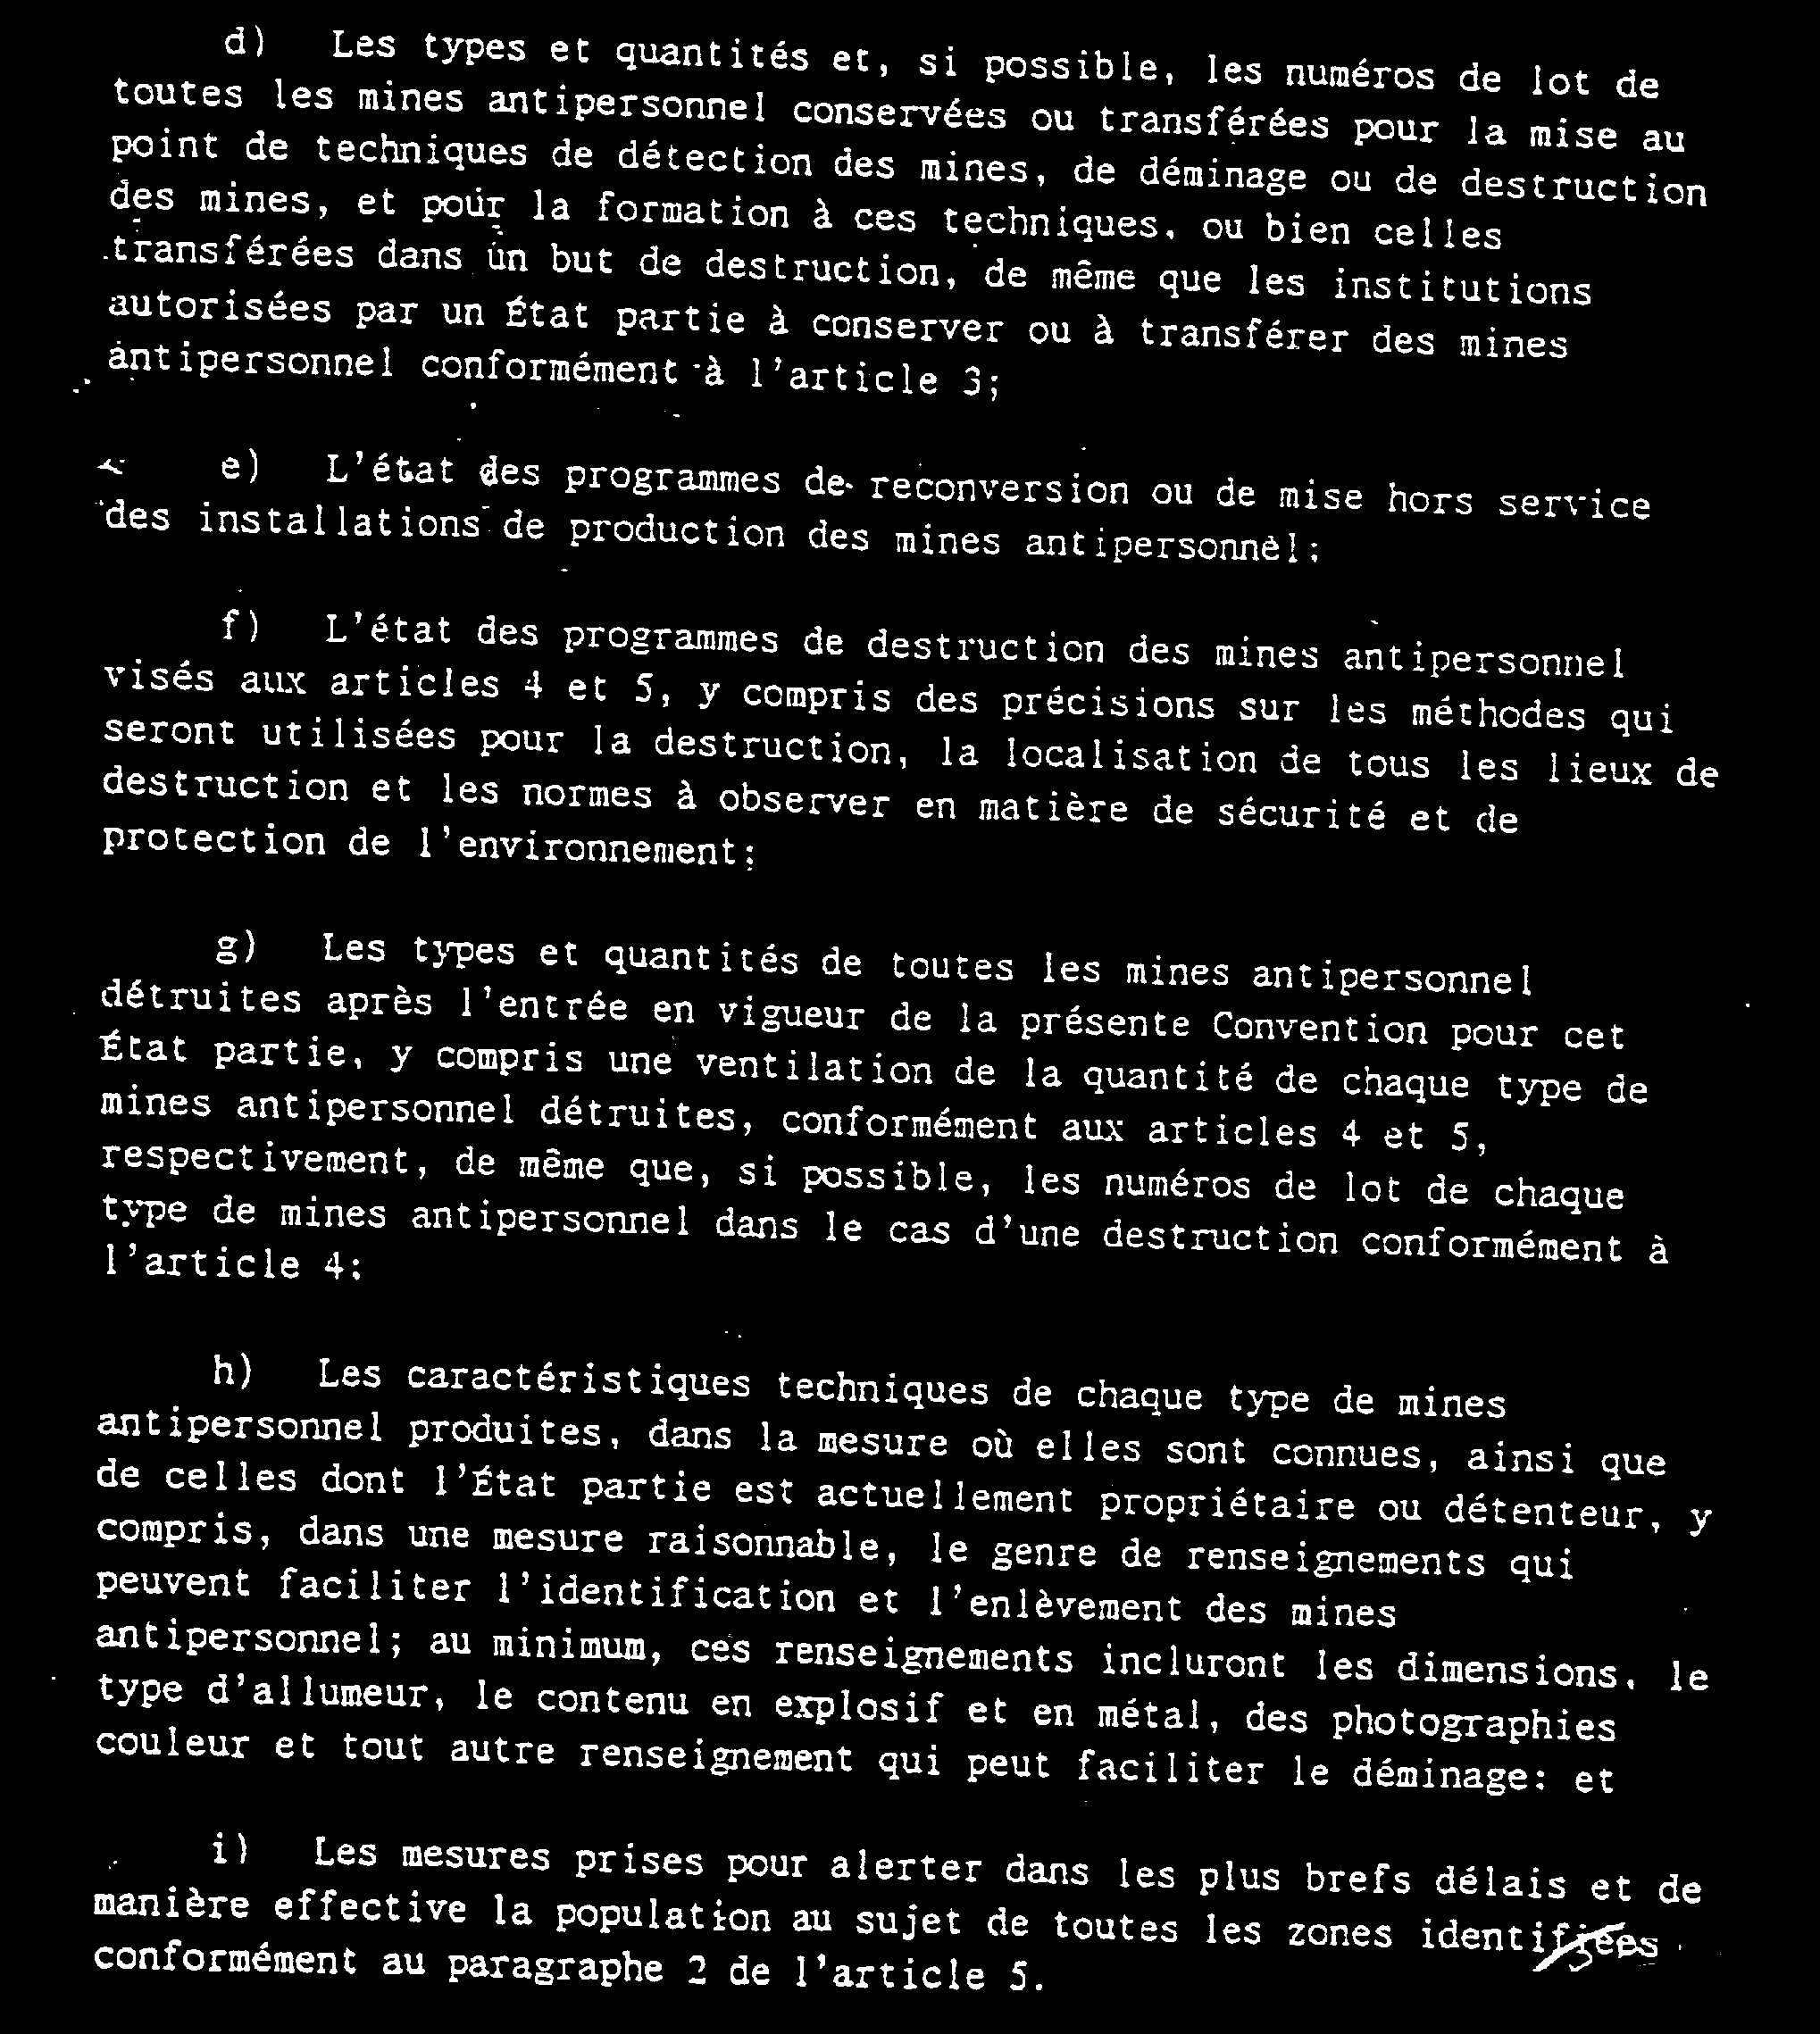 d) Les types et quantités et, si possible, les numéros de lot de
toutes les mines antipersonnel conservées ou transférées pour la mise au
point de techniques de détection des mines, de déminage ou de destruction
des mines, et pour la formation à ces techniques, ou bien celles
transférées dans un but de destruction, de même que les institutions
autorisées par un État partie à conserver ou à transférer des mines
antipersonnel conformément à l'article 3;
e) L'état des programmes de reconversion ou de mise hors service
des installations de production des mines antipersonnel;
f) L'état des programmes de destruction des mines antipersonnel
visés aux articles 4 et 5, y compris des précisions sur les méthodes qui
seront utilisées pour la destruction, la localisation de tous les lieux de
destruction et les normes à observer en matière de sécurité et de
protection de l'environnement;
g) Les types et quantités de toutes les mines antipersonnel
détruites après l'entrée en vigueur de la présente Convention pour cet
État partie, y compris une ventilation de la quantité de chaque type de
mines antipersonnel détruites, conformément aux articles 4 et 5,
respectivement, de même que, si possible, les numéros de lot de chaque
type de mines antipersonnel dans le cas d'une destruction conformément à
l'article 4;
h) Les caractéristiques techniques de chaque type de mines
antipersonnel produites, dans la mesure où elles sont connues, ainsi que
de celles dont l'État partie est actuellement propriétaire ou détenteur, y
compris, dans une mesure raisonnable, le genre de renseignements qui
peuvent faciliter l'identification et l'enlèvement des mines
antipersonnel; au minimum, ces renseignements incluront les dimensions, le
type d'allumeur, le contenu en explosif et en métal, des photographies
couleur et tout autre renseignement qui peut faciliter le déminage; et
i) Les mesures prises pour alerter dans les plus brefs délais et de
manière effective la population au sujet de toutes les zones identifiées
conformément au paragraphe 2 de l'article 5.